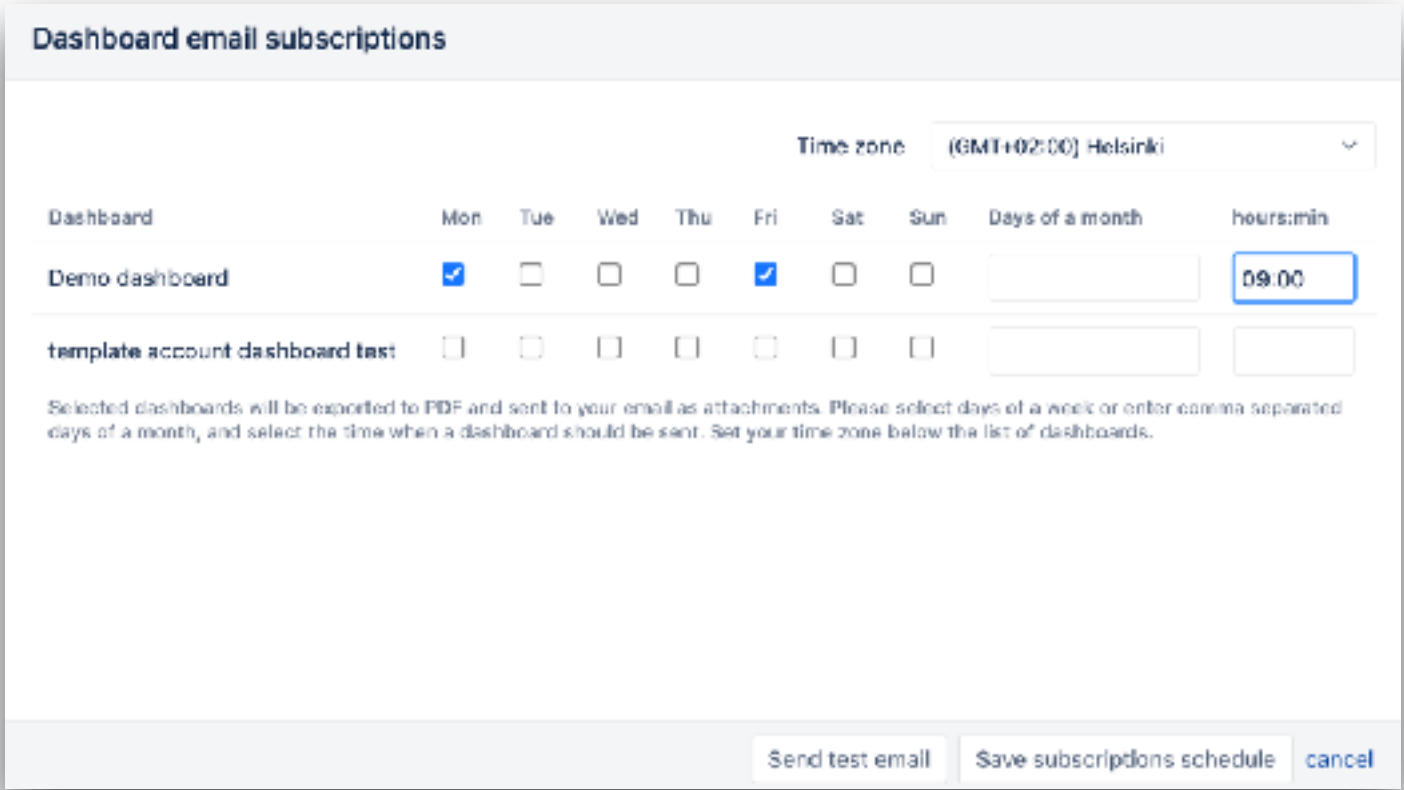 Dashboard email subscriptions
Time zone (GMT+02:00) Helsinki
Dashboard Mon Tue Wed Thu Fri Sat Sun Days of a month hours:min
Demo dashboard 09:00
template account dashboard test
Selected dashboards will be exported to PDF and sent to your email as attachments. Please select days of a week or enter comma separated
days of a month, and select the time when a dashboard should be sent. Set your time zone below the list of dashboards.
Send test email Save subscriptions schedule cancel